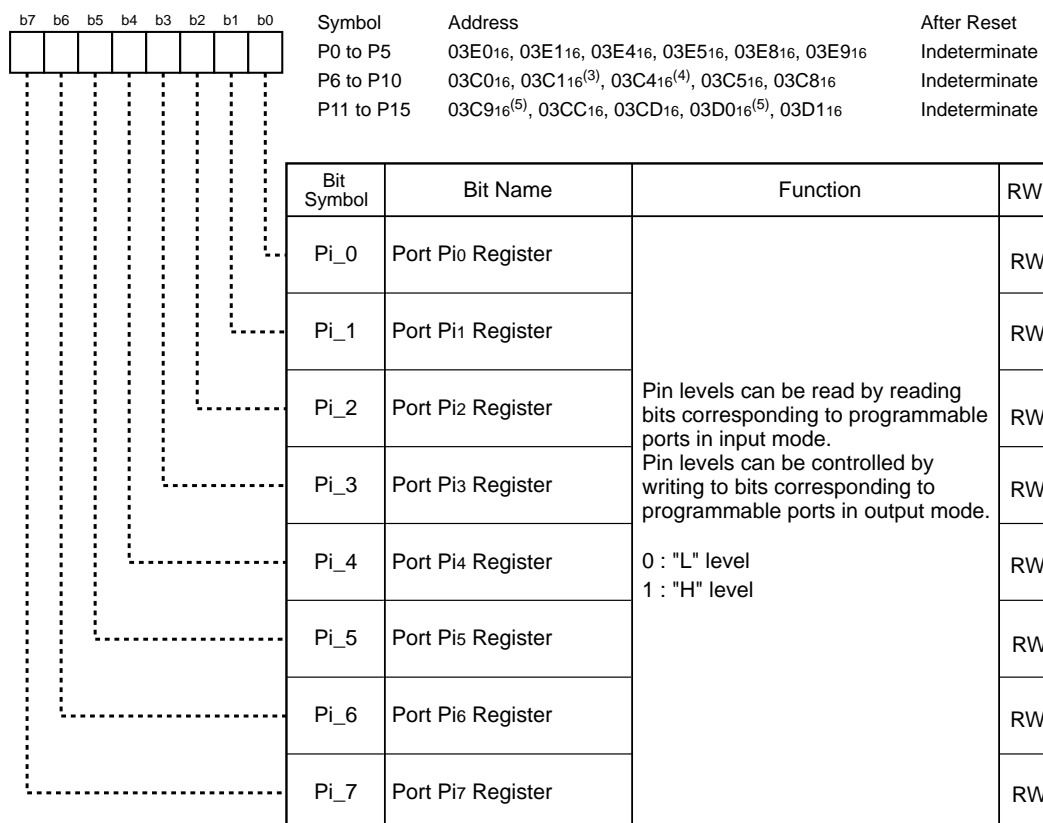 b7 b6 b5 b4 b3 b2 b1 b0
Symbol Address After Reset
P0 to P5 03E016, 03E116, 03E416, 03E516, 03E816, 03E916 Indeterminate
P6 to P10 03C016, 03C116(3), 03C416(4), 03C516, 03C816 Indeterminate
P11 to P15 03C916(5), 03CC16, 03CD16, 03D016(5), 03D116 Indeterminate
Bit
Symbol
Bit Name
Function
RW
Pi_0 Port Pi0 Register RW
Pi_1 Port Pi1 Register RW
Pi_2 Port Pi2 Register RW
Pi_3 Port Pi3 Register RW
Pi_4 Port Pi4 Register RW
Pi_5 Port Pi5 Register RW
Pi_6 Port Pi6 Register RW
Pi_7 Port Pi7 Register RW
Pin levels can be read by reading
bits corresponding to programmable
ports in input mode.
Pin levels can be controlled by
writing to bits corresponding to
programmable ports in output mode.
0 : "L" level
1 : "H" level